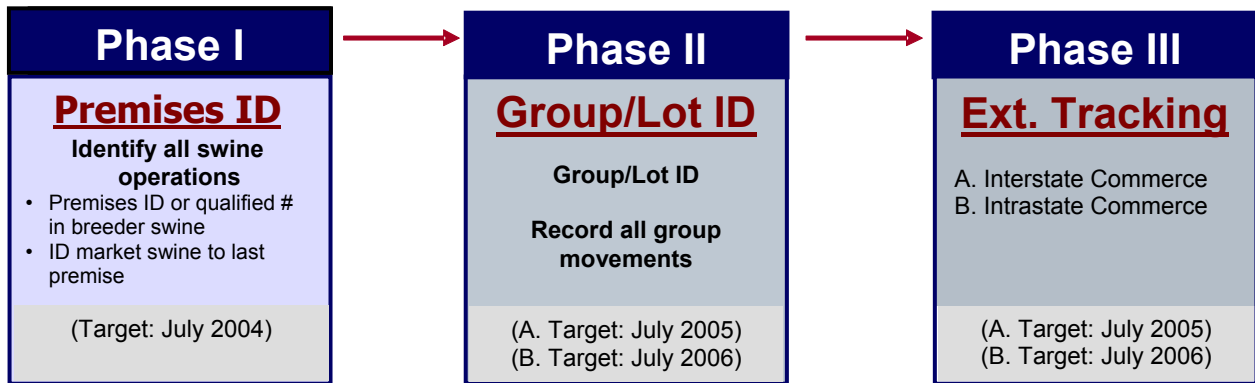 Phase I
Premises ID
Identify all swine
operations
• Premises ID or qualified #
in breeder swine
• ID market swine to last
premise
(Target: July 2004)
Phase II
Group/Lot ID
Group/Lot ID
Record all group
movements
(A. Target: July 2005)
(B. Target: July 2006)
Phase III
Ext. Tracking
A. Interstate Commerce
B. Intrastate Commerce
(A. Target: July 2005)
(B. Target: July 2006)